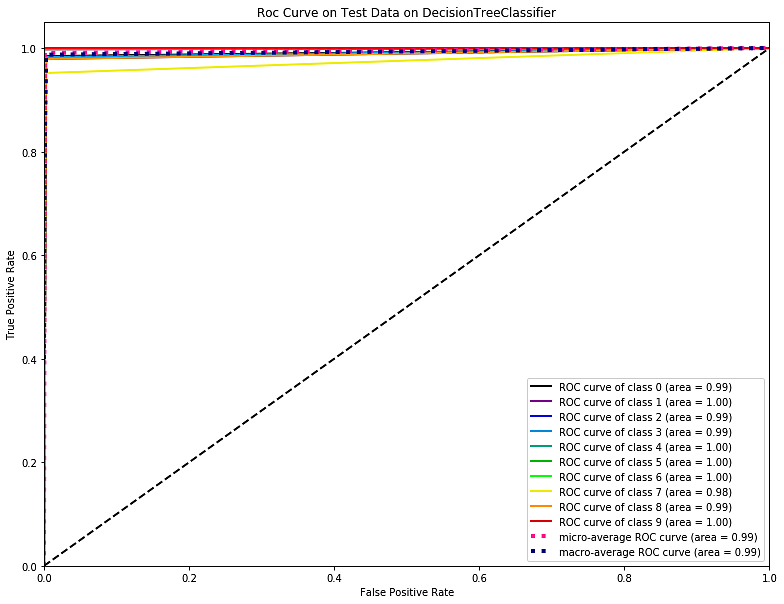 Roc Curve on Test Data on DecisionTreeClassifier
1.0
0.8
0.6
0.4
0.2
0.0
True Positive Rate
ROC curve of class 0 (area = 0.99)
ROC curve of class 1 (area = 1.00)
ROC curve of class 2 (area = 0.99)
ROC curve of class 3 (area = 0.99)
ROC curve of class 4 (area = 1.00)
ROC curve of class 5 (area = 1.00)
ROC curve of class 6 (area = 1.00)
ROC curve of class 7 (area = 0.98)
ROC curve of class 8 (area = 0.99)
ROC curve of class 9 (area = 1.00)
micro-average ROC curve (area = 0.99)
macro-average ROC curve (area = 0.99)
0.0 0.2 0.4 0.6 0.8 1.0
False Positive Rate